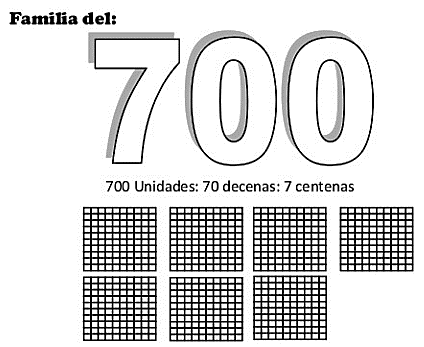 Familia del:
700
700 Unidades: 70 decenas: 7 centenas